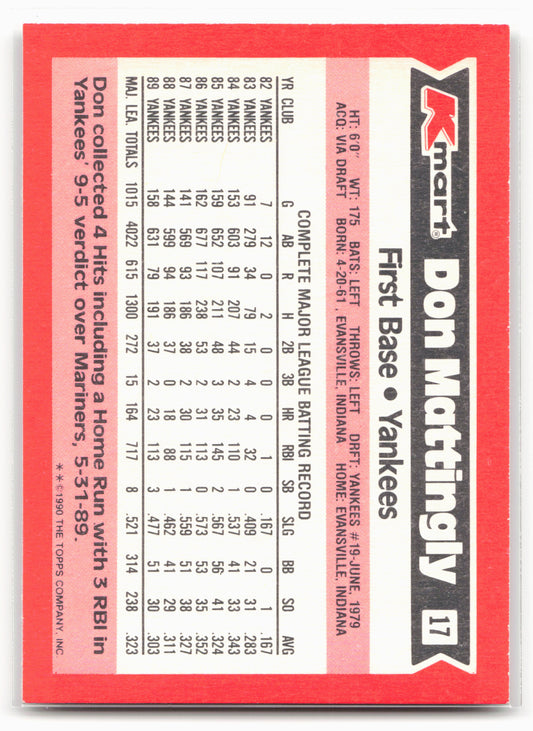 Kmart® Don Mattingly 17
First Base • Yankees
HT: 6'0" WT: 175 BATS: LEFT THROWS: LEFT DRFT: YANKEES #19-JUNE, 1979
ACQ: VIA DRAFT BORN: 4-20-61, EVANSVILLE, INDIANA HOME: EVANSVILLE, INDIANA
COMPLETE MAJOR LEAGUE BATTING RECORD
YR CLUB G AB R H 2B 3B HR RBI SB SLG BB SO AVG
82 YANKEES 7 12 0 2 0 0 0 1 0 .167 0 1 .167
83 YANKEES 91 279 34 79 15 4 4 32 0 .409 21 31 .283
84 YANKEES 153 603 91 207 44 2 23 110 1 .537 41 33 .343
85 YANKEES 159 652 107 211 48 3 35 145 2 .567 56 41 .324
86 YANKEES 162 677 117 238 53 2 31 113 0 .573 53 35 .352
87 YANKEES 141 569 93 186 38 2 30 115 1 .559 51 38 .327
88 YANKEES 144 599 94 186 37 0 18 88 1 .462 41 29 .311
89 YANKEES 158 631 79 191 37 2 23 113 3 .477 51 30 .303
MAJ. LEA. TOTALS 1015 4022 615 1300 272 15 164 717 8 .521 314 238 .323
Don collected 4 Hits including a Home Run with 3 RBI in
Yankees' 9-5 verdict over Mariners, 5-31-89.
**©1990 THE TOPPS COMPANY, INC.